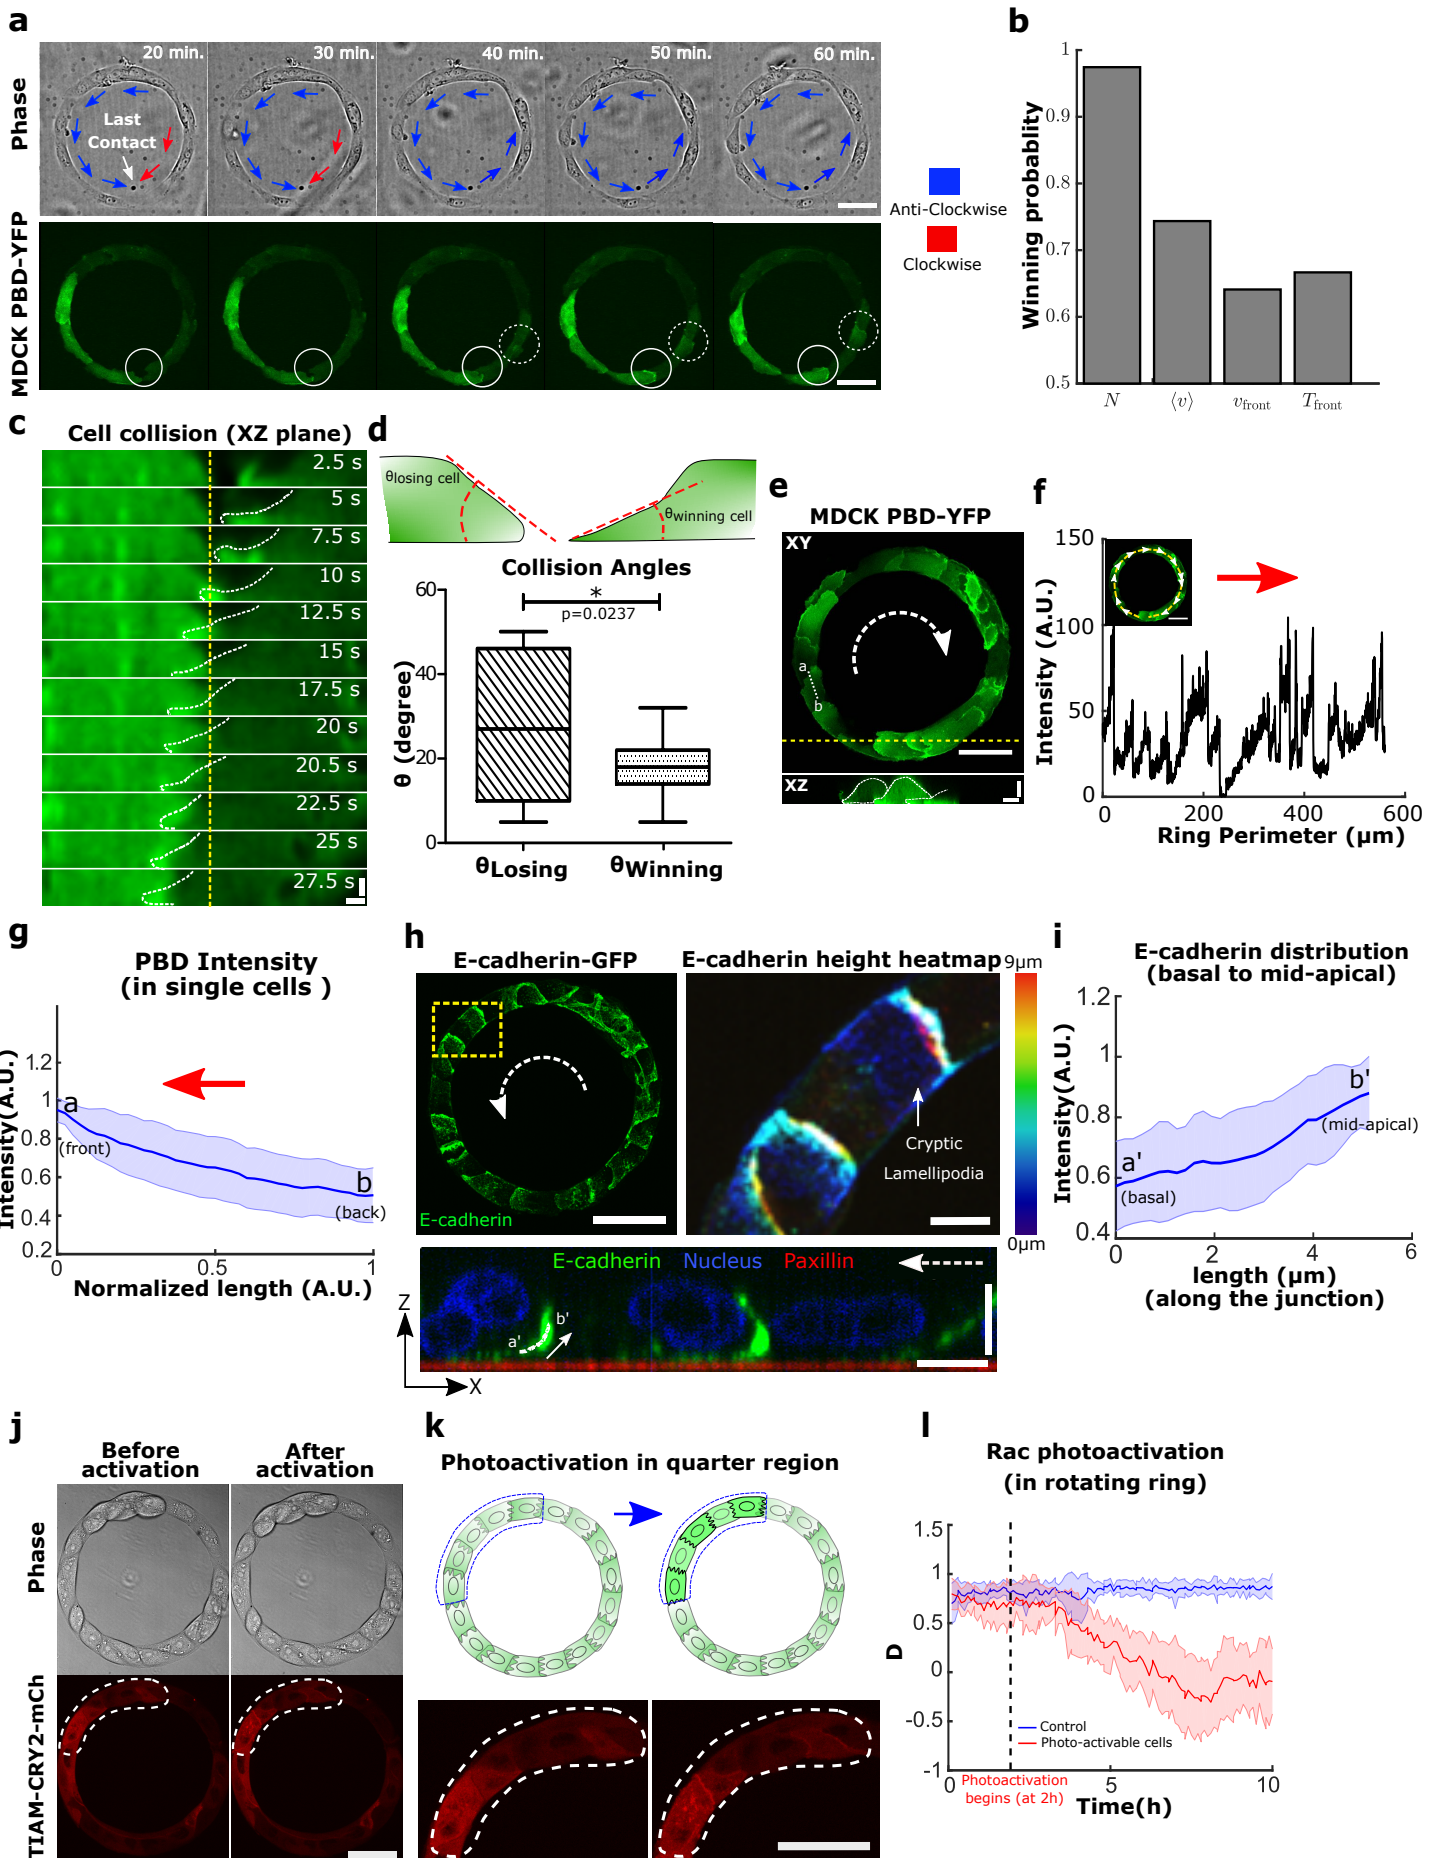 a
20 min.
30 min.
40 min.
50 min.
60 min.
Phase
Last
Contact
MDCK PBD-YFP
Anti-Clockwise
Clockwise
b
Winning probablity
1
0.9
0.8
0.7
0.6
0.5
N
⟨v⟩
v_front
T_front
c
Cell collision (XZ plane)
2.5 s
5 s
7.5 s
10 s
12.5 s
15 s
17.5 s
20 s
20.5 s
22.5 s
25 s
27.5 s
d
θlosing cell
θwinning cell
Collision Angles
*
p=0.0237
θ (degree)
60
40
20
0
θLosing
θWinning
e
MDCK PBD-YFP
XY
a
b
XZ
f
Intensity (A.U.)
150
100
50
0
0
200
400
600
Ring Perimeter (μm)
g
PBD Intensity
(in single cells )
Intensity(A.U.)
1.2
1
0.8
0.6
0.4
0.2
a
(front)
b
(back)
0
0.5
1
Normalized length (A.U.)
h
E-cadherin-GFP
E-cadherin
E-cadherin height heatmap
Cryptic
Lamellipodia
9μm
0μm
E-cadherin
Nucleus
Paxillin
a'
b'
Z
X
i
E-cadherin distribution
(basal to mid-apical)
Intensity(A.U.)
1.2
1
0.8
0.6
0.4
a'
(basal)
b'
(mid-apical)
0
2
4
6
length (μm)
(along the junction)
j
Before
activation
After
activation
Phase
TIAM-CRY2-mCh
k
Photoactivation in quarter region
l
Rac photoactivation
(in rotating ring)
D
1.5
1
0.5
0
-0.5
-1
Control
Photo-activable cells
0
5
10
Photoactivation
begins (at 2h)
Time(h)